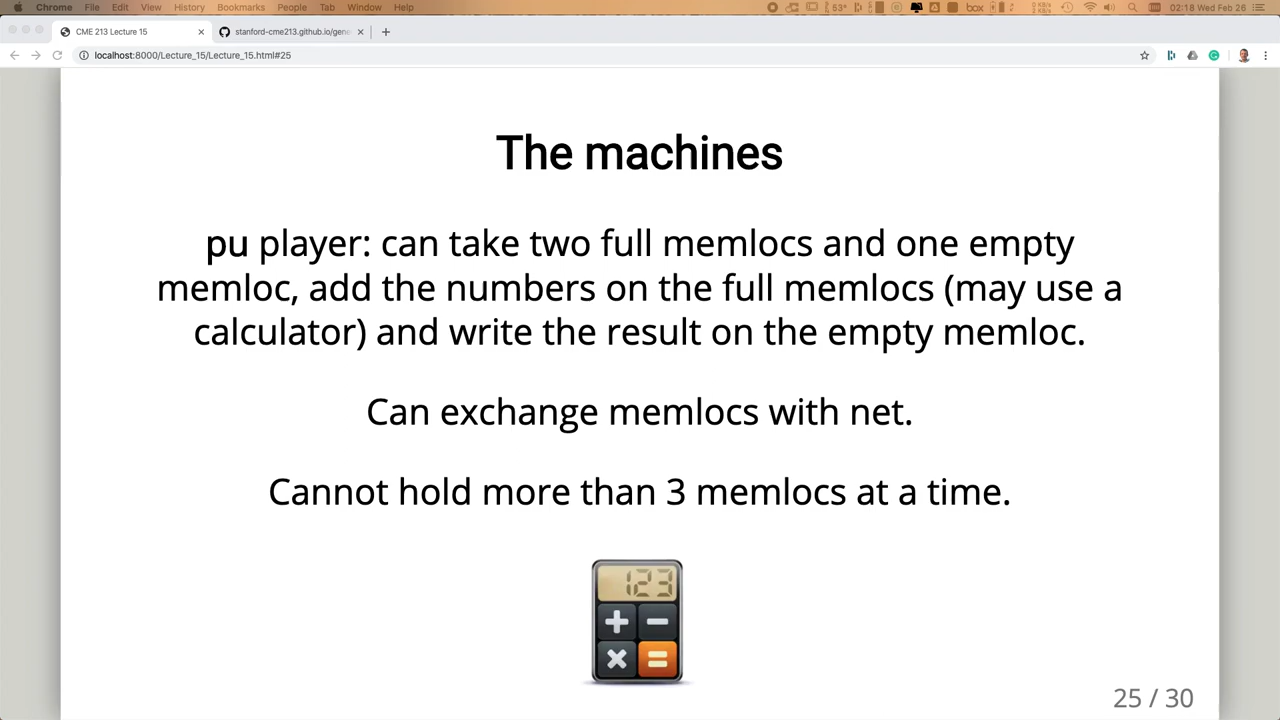 Chrome File Edit View History Bookmarks People Tab Window Help
53° box 02:18 Wed Feb 26
CME 213 Lecture 15
stanford-cme213.github.io/gene
localhost:8000/Lecture_15/Lecture_15.html#25
The machines
pu player: can take two full memlocs and one empty
memloc, add the numbers on the full memlocs (may use a
calculator) and write the result on the empty memloc.
Can exchange memlocs with net.
Cannot hold more than 3 memlocs at a time.
123
+ −
× =
25 / 30